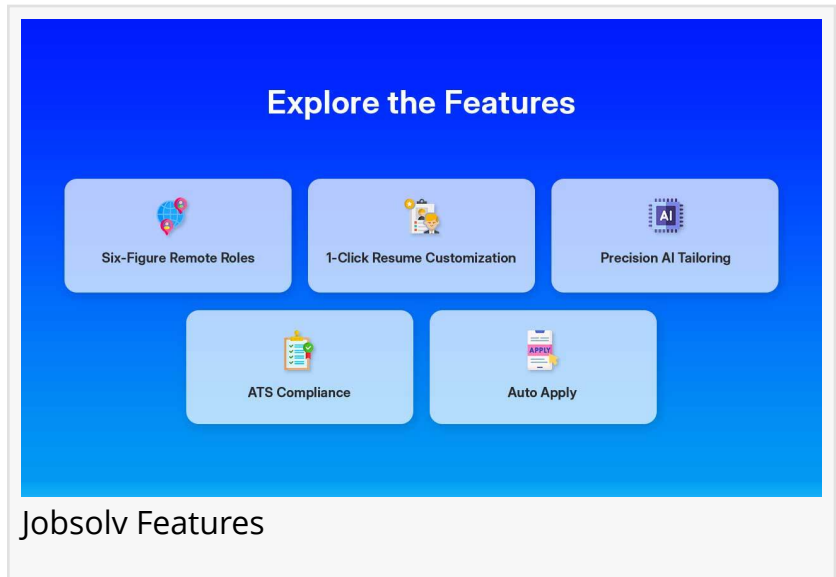 Explore the Features
Six-Figure Remote Roles
1-Click Resume Customization
AI
Precision AI Tailoring
ATS Compliance
APPLY
Auto Apply
Jobsolv Features